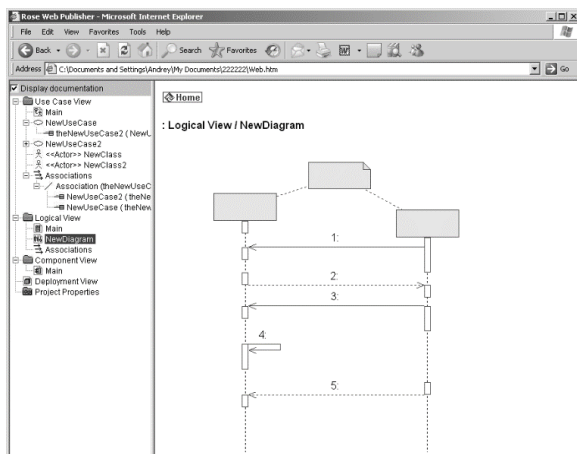 Rose Web Publisher - Microsoft Internet Explorer
File Edit View Favorites Tools Help
Back Search Favorites
Address C:\Documents and Settings\Andrey\My Documents\222222\Web.htm Go
Display documentation
Use Case View
Main
NewUseCase
theNewUseCase2 ( NewU
NewUseCase2
<<Actor>> NewClass
<<Actor>> NewClass2
Associations
Association (theNewUseC
NewUseCase2 ( the
NewUseCase ( theNew
Logical View
Main
NewDiagram
Associations
Component View
Main
Deployment View
Project Properties
Home
: Logical View / NewDiagram
1:
2:
3:
4:
5: